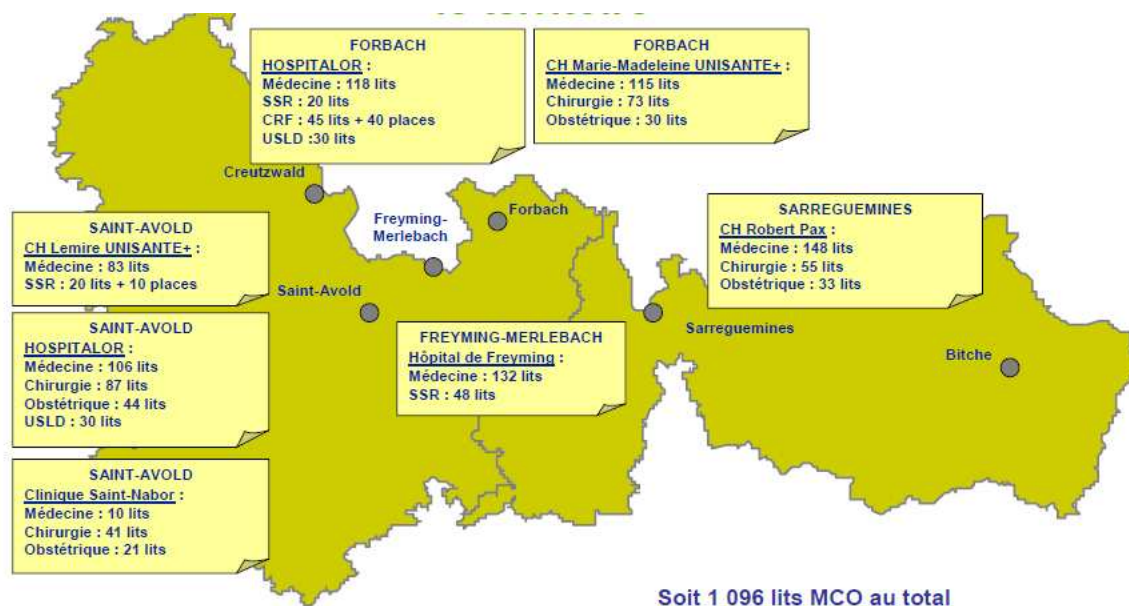 FORBACH
HOSPITALOR :
Médecine : 118 lits
SSR : 20 lits
CRF : 45 lits + 40 places
USLD :30 lits
FORBACH
CH Marie-Madeleine UNISANTE+ :
Médecine : 115 lits
Chirurgie : 73 lits
Obstétrique : 30 lits
Creutzwald
Freyming-
Merlebach
Forbach
SAINT-AVOLD
CH Lemire UNISANTE+ :
Médecine : 83 lits
SSR : 20 lits + 10 places
SARREGUEMINES
CH Robert Pax :
Médecine : 148 lits
Chirurgie : 55 lits
Obstétrique : 33 lits
Saint-Avold
SAINT-AVOLD
HOSPITALOR :
Médecine : 106 lits
Chirurgie : 87 lits
Obstétrique : 44 lits
USLD : 30 lits
FREYMING-MERLEBACH
Hôpital de Freyming :
Médecine : 132 lits
SSR : 48 lits
Sarreguemines
Bitche
SAINT-AVOLD
Clinique Saint-Nabor :
Médecine : 10 lits
Chirurgie : 41 lits
Obstétrique : 21 lits
Soit 1 096 lits MCO au total